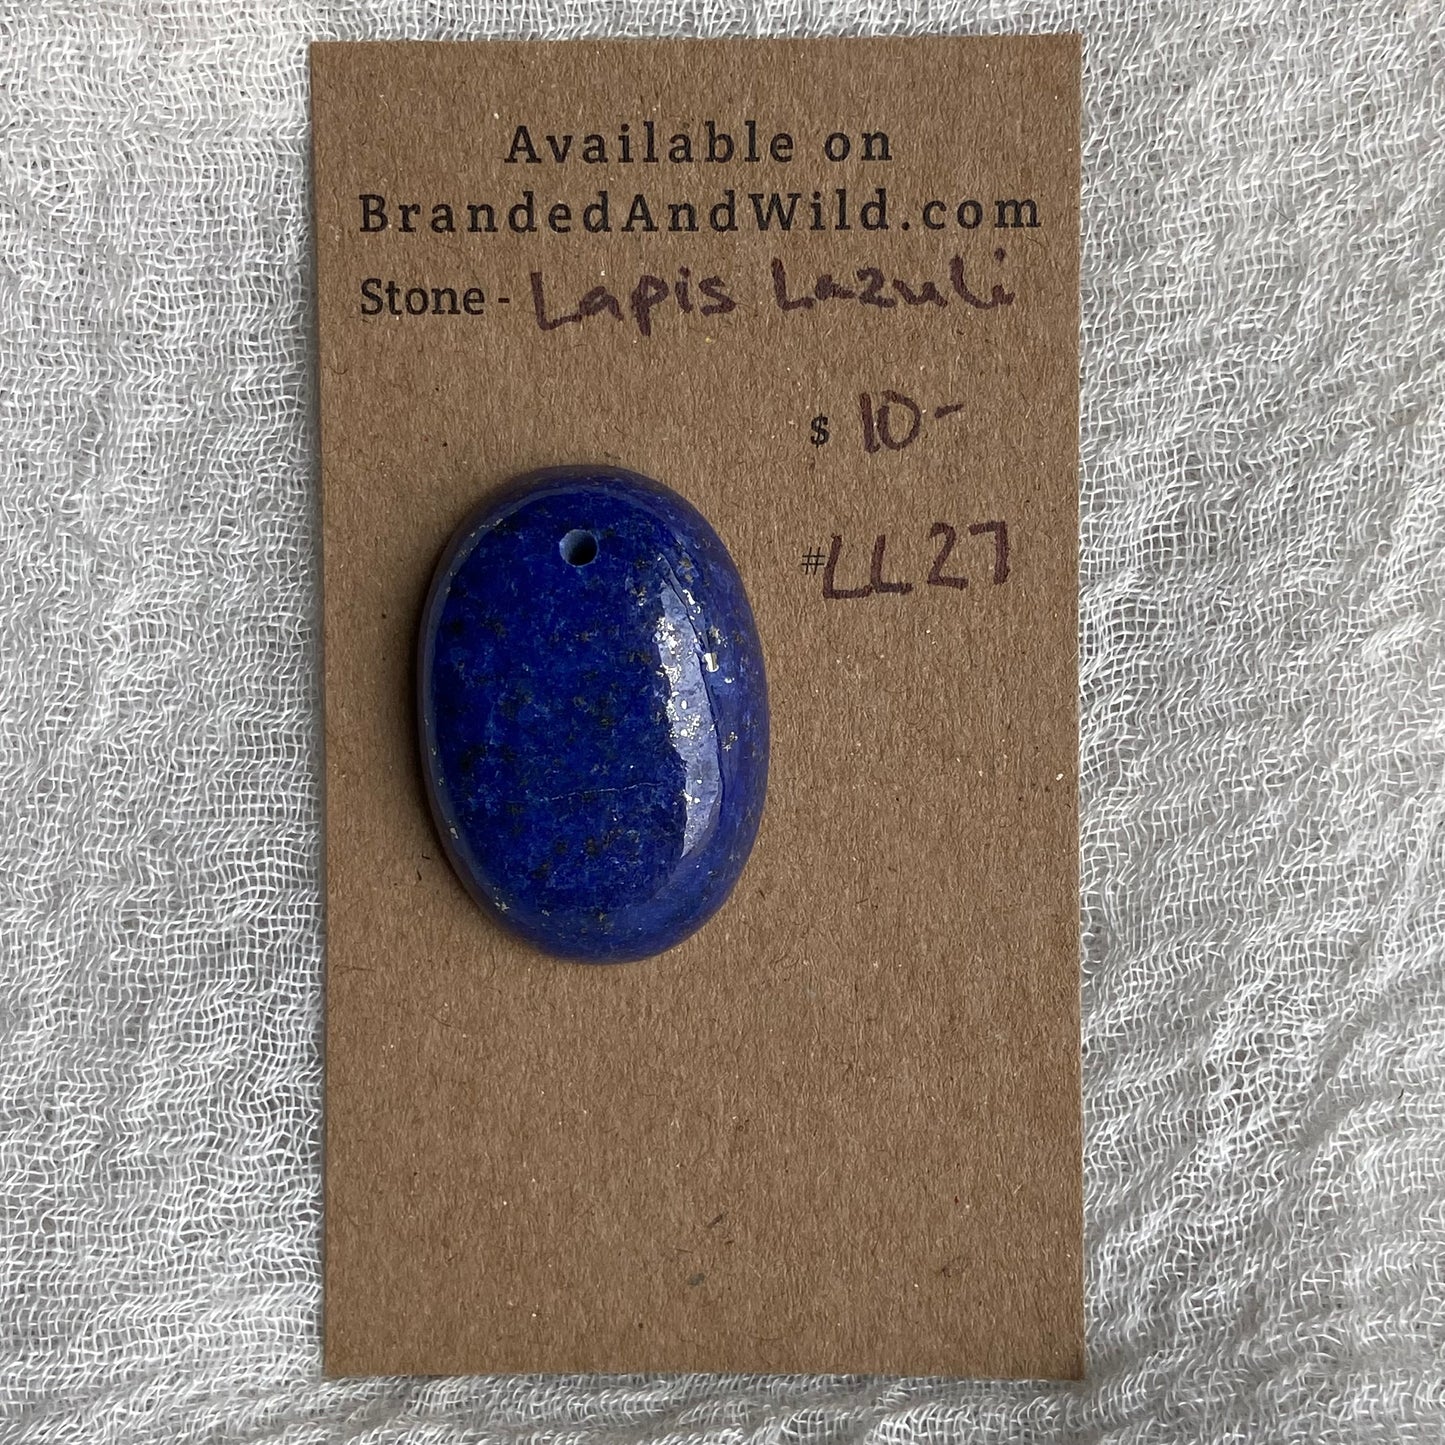 Available on
BrandedAndWild.com
Stone - Lapis Lazuli
$ 10-
#LL27